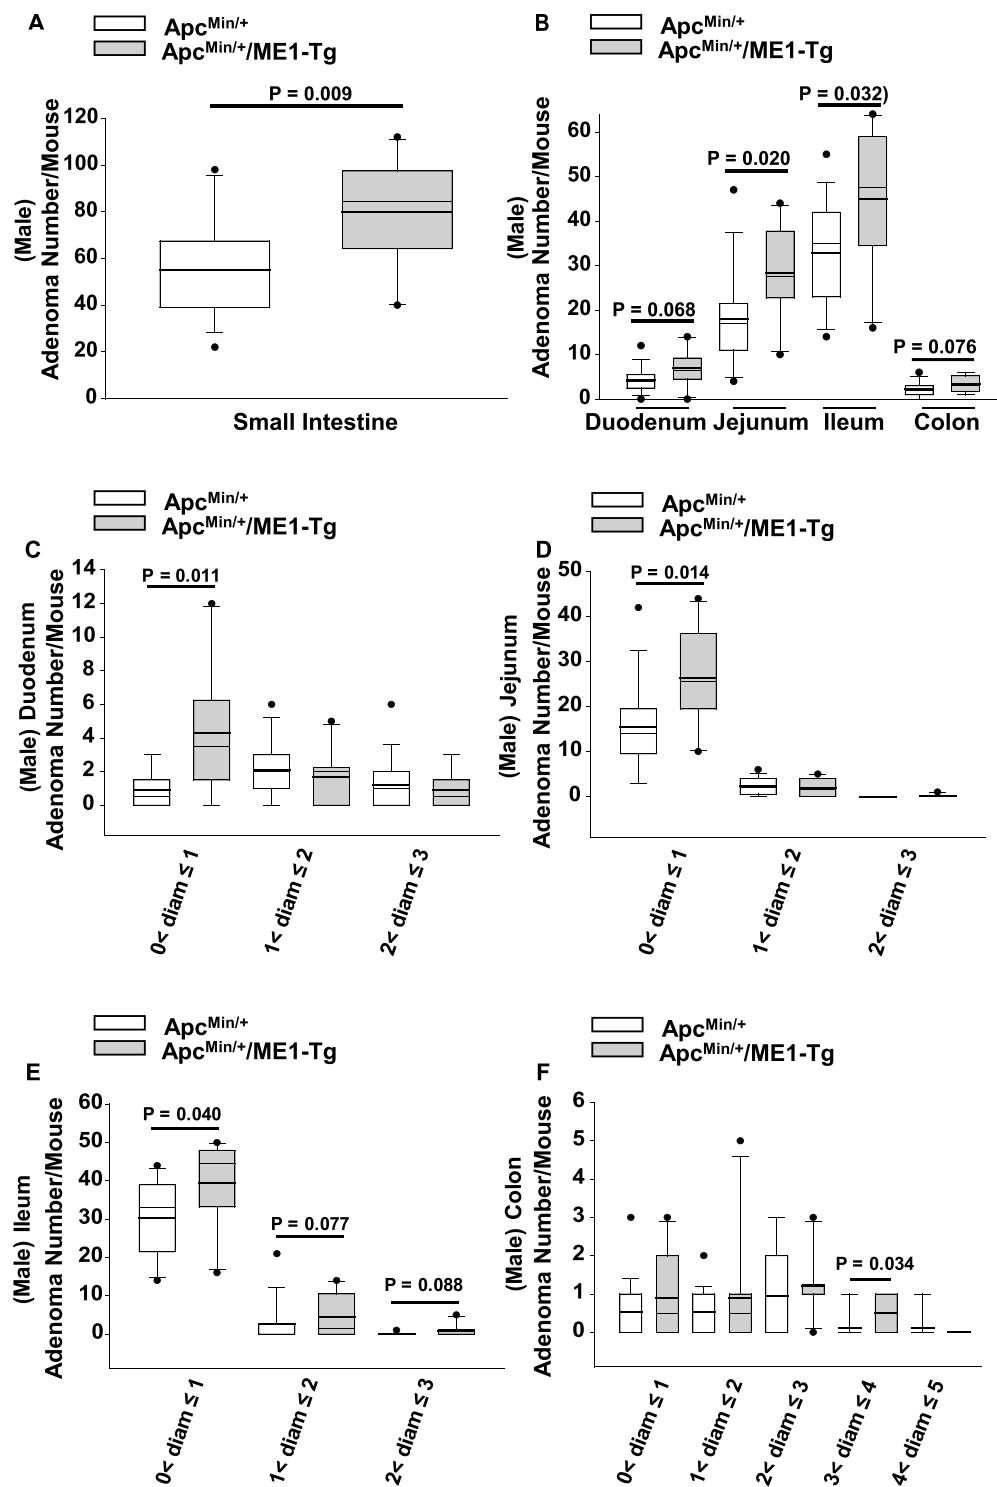 A
Apc^Min/+
Apc^Min/+/ME1-Tg
(Male)
Adenoma Number/Mouse
P = 0.009
120
100
80
60
40
20
0
Small Intestine
B
Apc^Min/+
Apc^Min/+/ME1-Tg
(Male)
Adenoma Number/Mouse
P = 0.068
P = 0.020
P = 0.032)
P = 0.076
60
50
40
30
20
10
0
Duodenum Jejunum Ileum Colon
C
Apc^Min/+
Apc^Min/+/ME1-Tg
(Male) Duodenum
Adenoma Number/Mouse
P = 0.011
14
12
10
8
6
4
2
0
0< diam ≤ 1
1< diam ≤ 2
2< diam ≤ 3
D
Apc^Min/+
Apc^Min/+/ME1-Tg
(Male) Jejunum
Adenoma Number/Mouse
P = 0.014
50
40
30
20
10
0
0< diam ≤ 1
1< diam ≤ 2
2< diam ≤ 3
E
Apc^Min/+
Apc^Min/+/ME1-Tg
(Male) Ileum
Adenoma Number/Mouse
P = 0.040
P = 0.077
P = 0.088
60
50
40
30
20
10
0
0< diam ≤ 1
1< diam ≤ 2
2< diam ≤ 3
F
Apc^Min/+
Apc^Min/+/ME1-Tg
(Male) Colon
Adenoma Number/Mouse
P = 0.034
6
5
4
3
2
1
0
0< diam ≤ 1
1< diam ≤ 2
2< diam ≤ 3
3< diam ≤ 4
4< diam ≤ 5